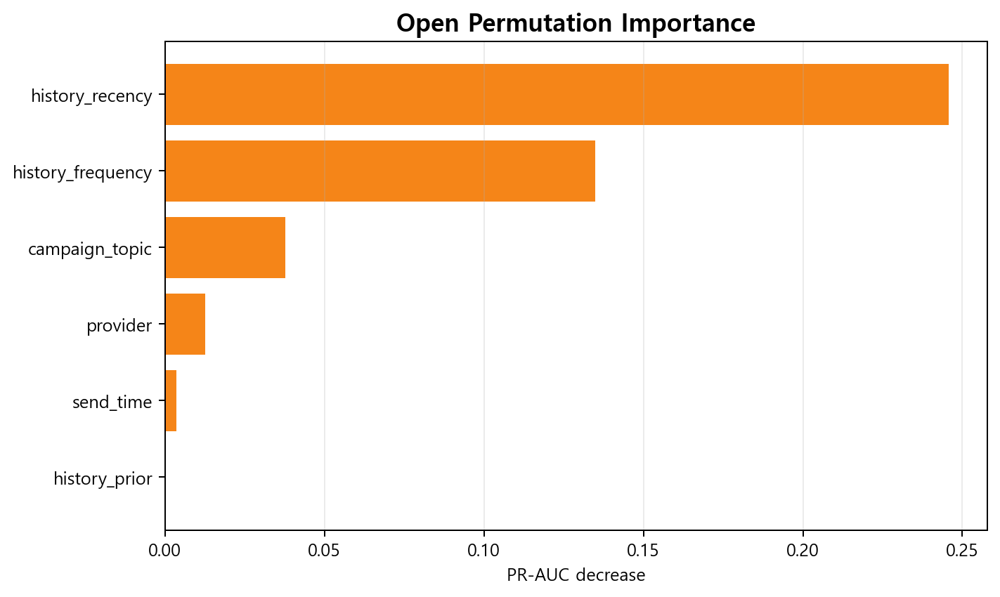 Open Permutation Importance
history_recency
history_frequency
campaign_topic
provider
send_time
history_prior
0.00 0.05 0.10 0.15 0.20 0.25
PR-AUC decrease